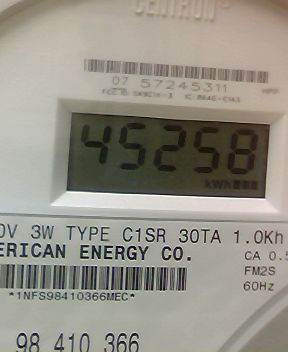 CENTRON®
07 57245311
45258
kWh
0V 3W TYPE C1SR 30TA 1.0Kh
ERICAN ENERGY CO.
CA 0.5
FM2S
60Hz
*1NFS98410366MEC*
98 410 366